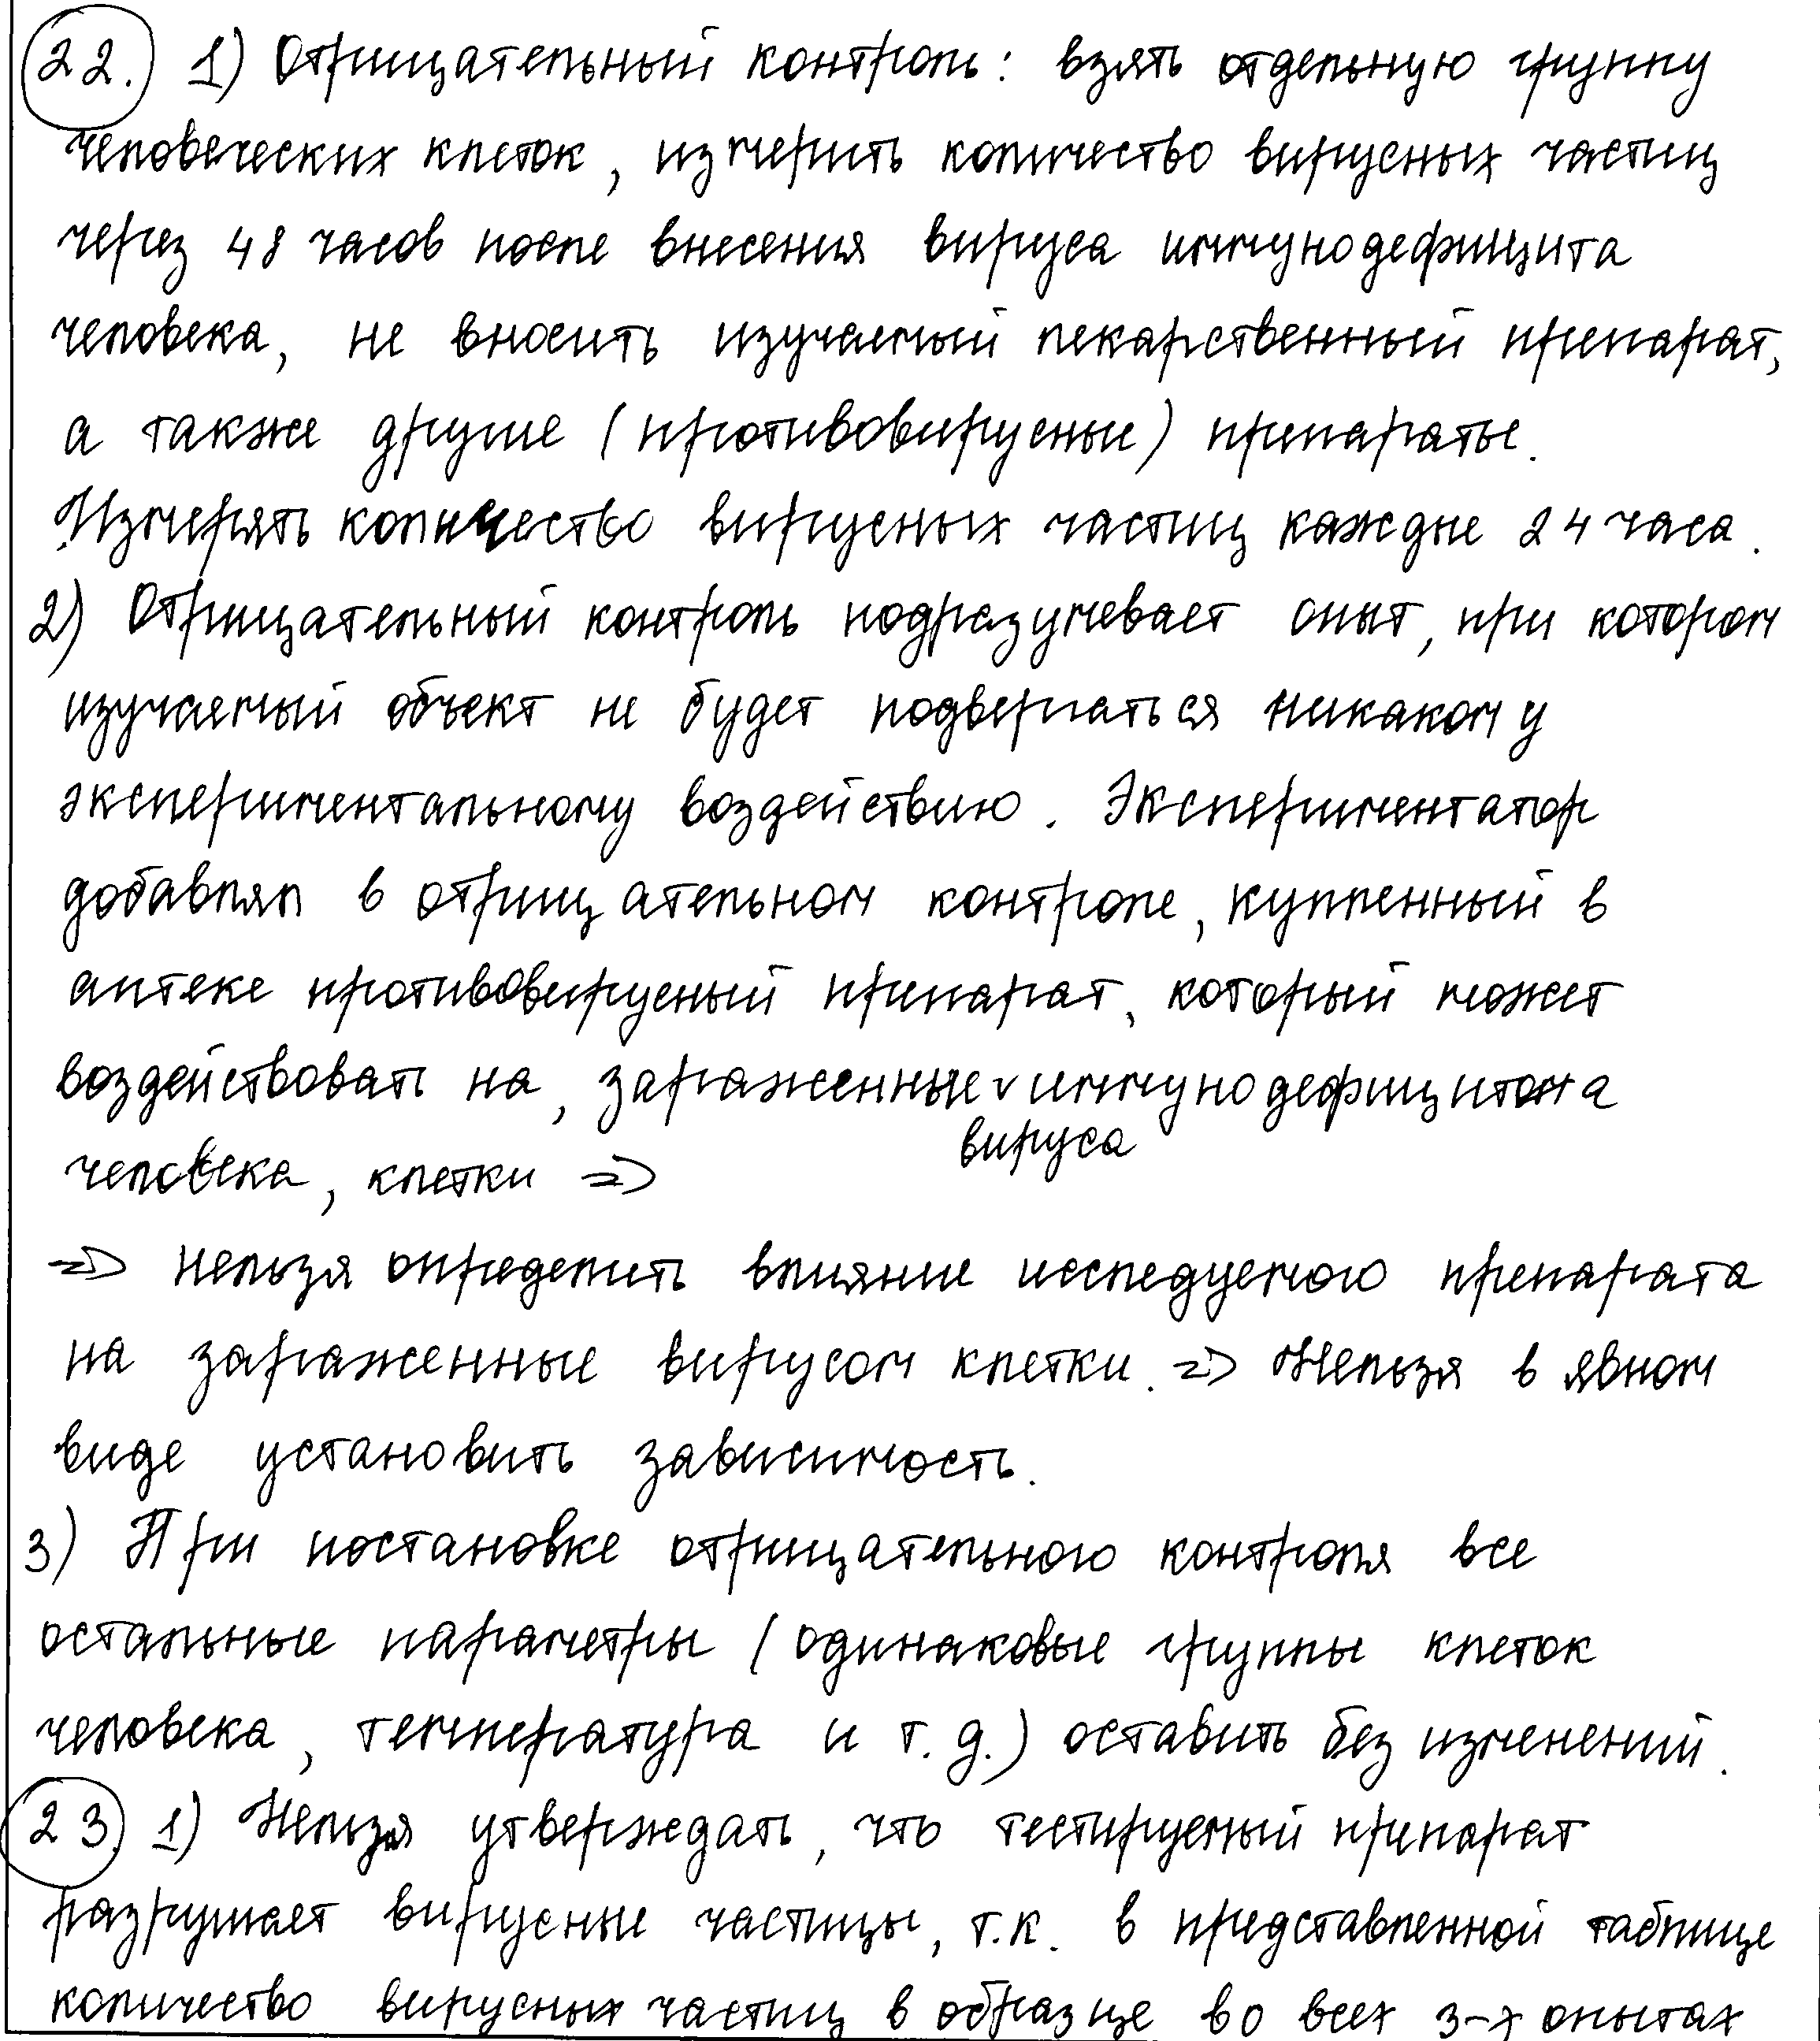 22. 1) Отрицательный контроль: взять отдельную группу
человеческих клеток, измерить количество вирусных частиц
через 48 часов после внесения вируса иммунодефицита
человека, не вносить изучаемый лекарственный препарат,
а также другие (противовирусные) препараты.
Измерять количество вирусных частиц каждые 24 часа.
2) Отрицательный контроль подразумевает опыт, при котором
изучаемый объект не будет подвергаться никакому
экспериментальному воздействию. Экспериментатор
добавлял в отрицательном контроле, купленный в
аптеке противовирусный препарат, который может
воздействовать на, зараженные v иммунодефицитома
вируса
человека, клетки =>
=> нельзя определить влияние исследуемого препарата
на зараженные вирусом клетки. => Нельзя в явном
виде установить зависимость.
3) При постановке отрицательного контроля все
остальные параметры (одинаковые группы клеток
человека, температура и т.д.) оставить без изменений.
23. 1) Нельзя утверждать, что тестируемый препарат
разрушает вирусные частицы, т.к. в представленной таблице
количество вирусных частиц в образце во всех 3-х опытах